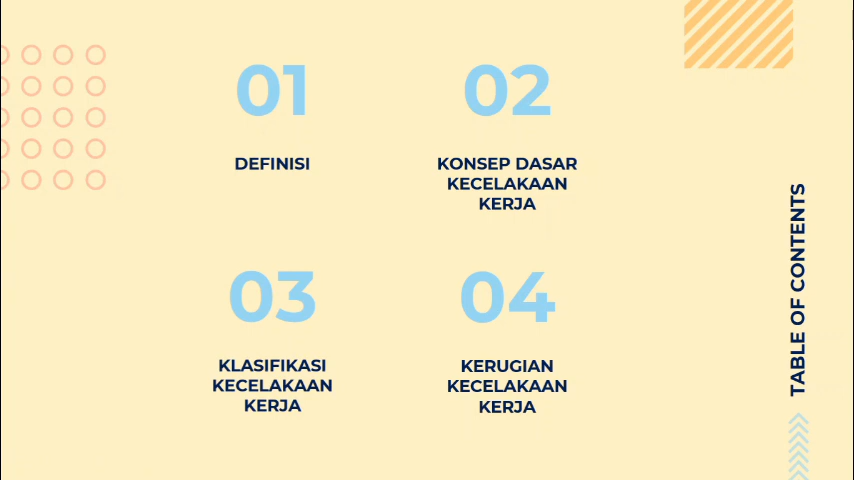 01
DEFINISI
02
KONSEP DASAR
KECELAKAAN
KERJA
03
KLASIFIKASI
KECELAKAAN
KERJA
04
KERUGIAN
KECELAKAAN
KERJA
TABLE OF CONTENTS